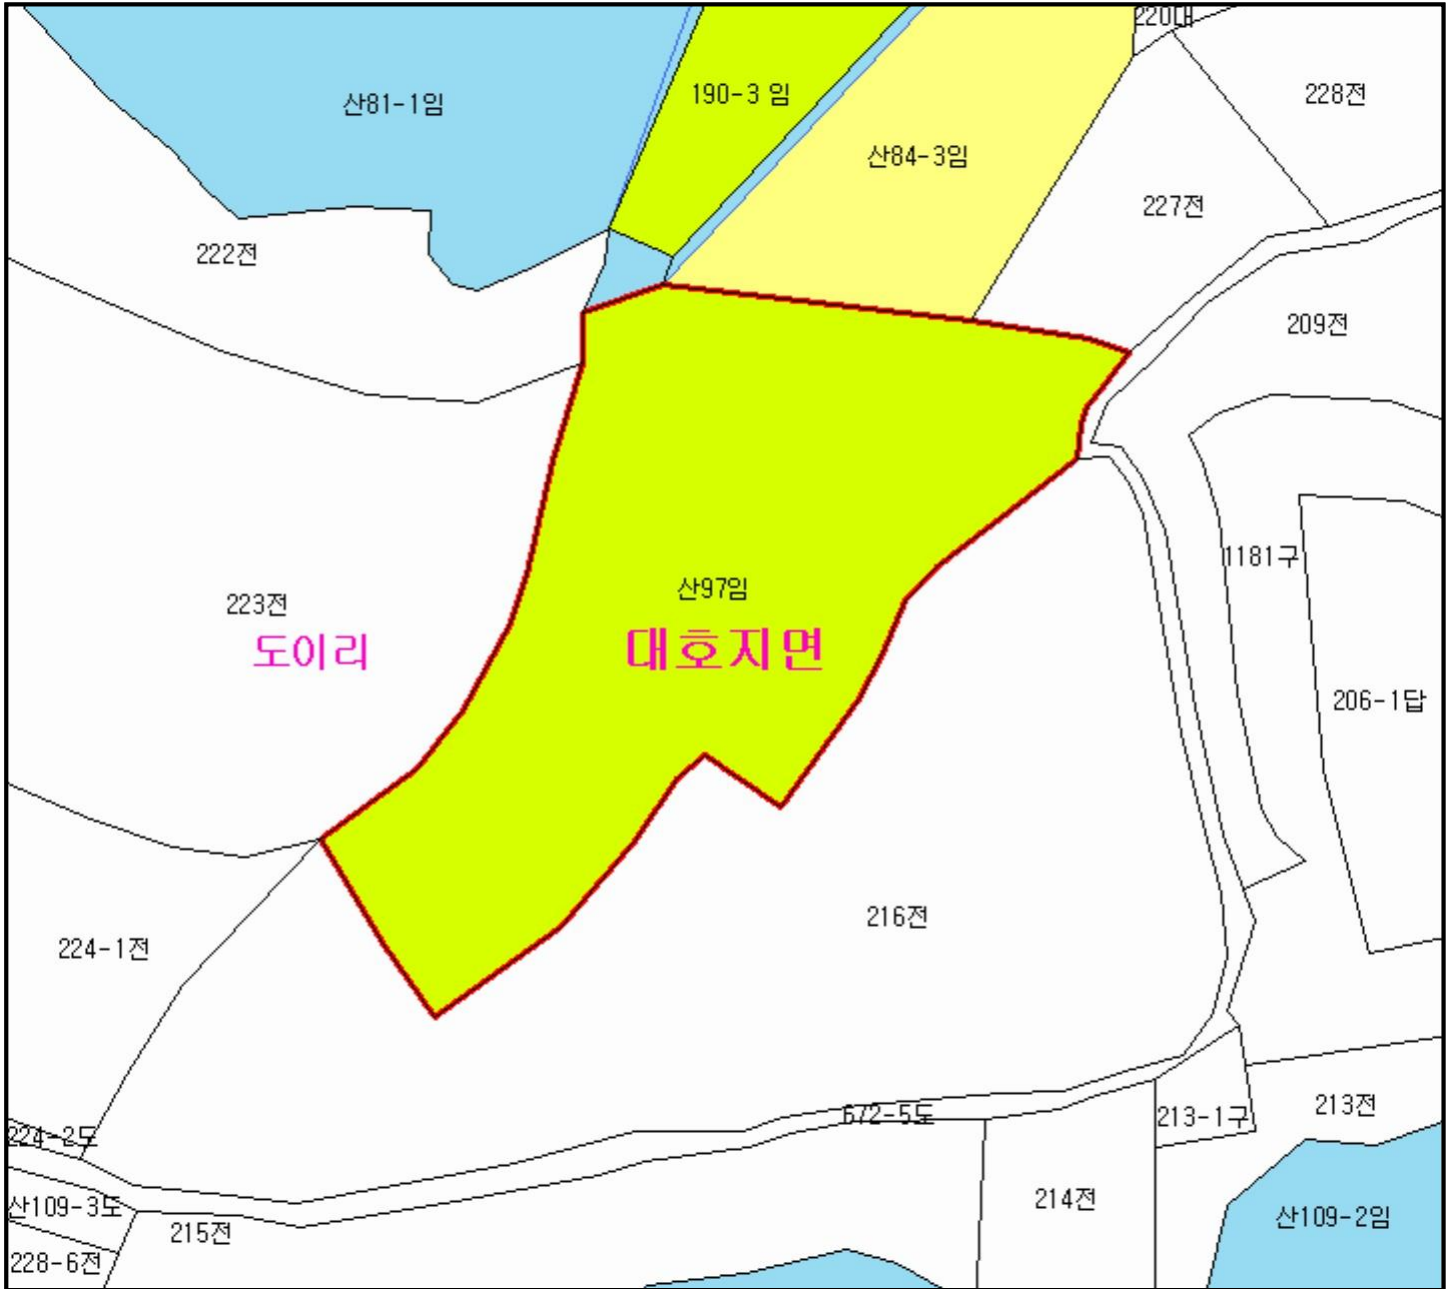 220대
산81-1임
190-3 임
228전
산84-3임
227전
222전
209전
1181구
산97임
223전
도이리
대호지면
206-1답
216전
224-1전
672-5도
213전
213-1구
224-2도
산109-3도
214전
산109-2임
215전
228-6전